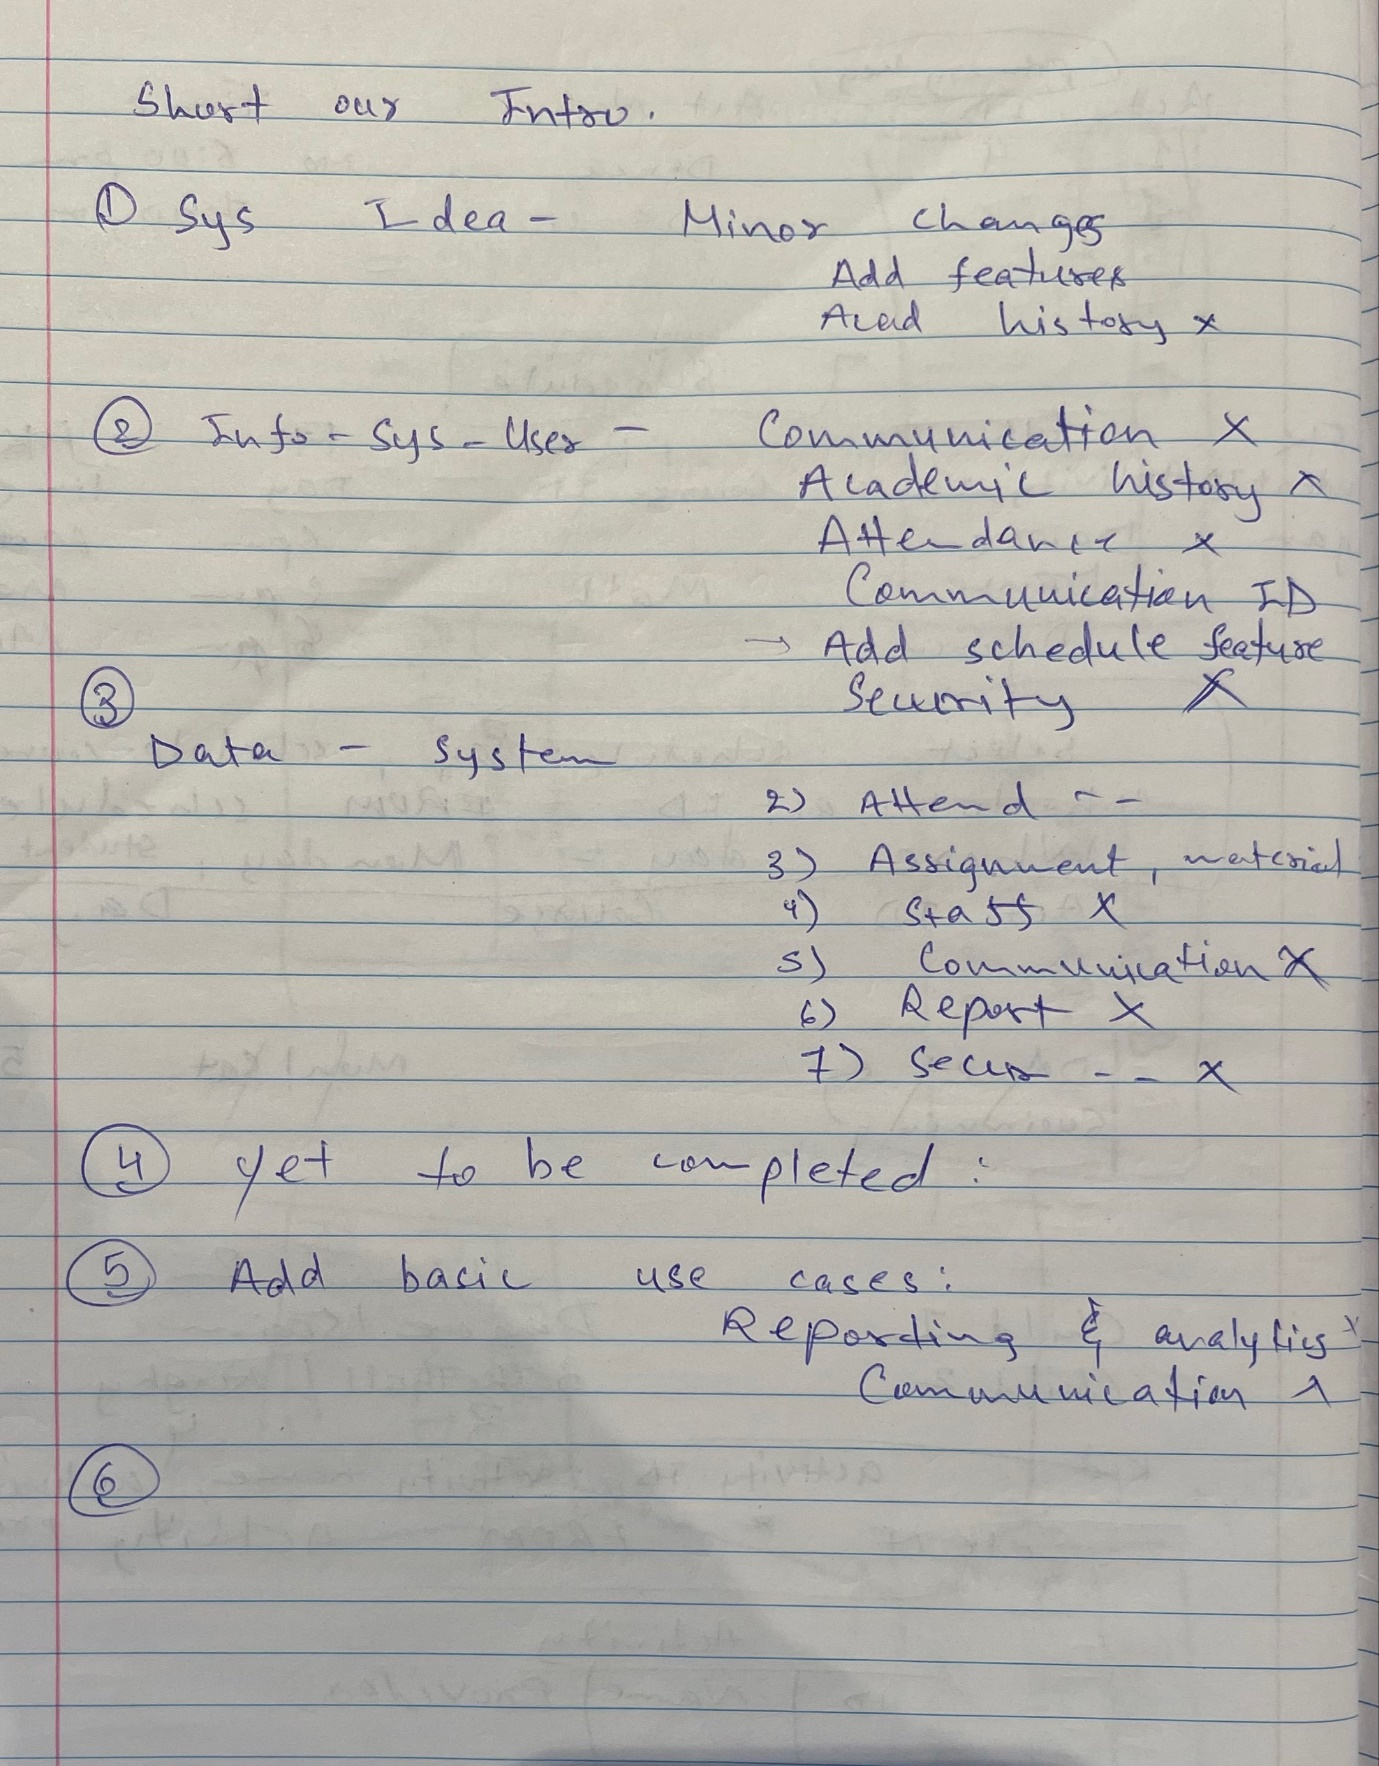 Short our Intro.
① Sys Idea - Minor changes
Add features
Acad history x
② Info - Sys - User - Communication x
Academic history x
Attendance x
Communication ID
→ Add schedule feature
Security x
③
Data - System
2) Attend --
3) Assignment, material
4) Staff x
5) Communication x
6) Report x
7) Secur -- x
④ Yet to be completed :
⑤ Add basic use cases:
Reporting & analytics x
Communication x
⑥